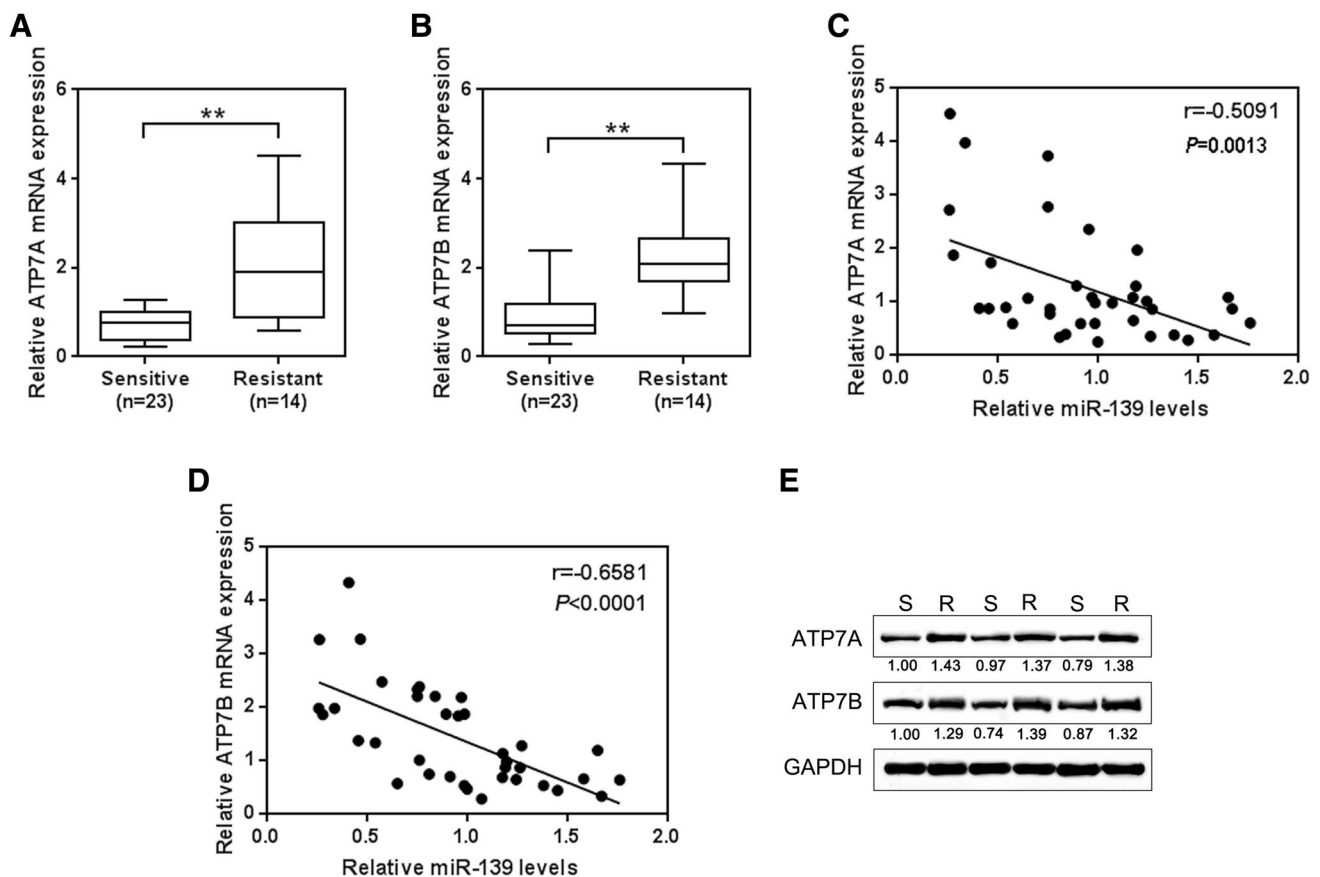 A
Relative ATP7A mRNA expression
6
4
2
0
**
Sensitive
(n=23)
Resistant
(n=14)
B
Relative ATP7B mRNA expression
6
4
2
0
**
Sensitive
(n=23)
Resistant
(n=14)
C
Relative ATP7A mRNA expression
5
4
3
2
1
0
r=-0.5091
P=0.0013
0.0 0.5 1.0 1.5 2.0
Relative miR-139 levels
D
Relative ATP7B mRNA expression
5
4
3
2
1
0
r=-0.6581
P<0.0001
0.0 0.5 1.0 1.5 2.0
Relative miR-139 levels
E
S R S R S R
ATP7A
1.00 1.43 0.97 1.37 0.79 1.38
ATP7B
1.00 1.29 0.74 1.39 0.87 1.32
GAPDH